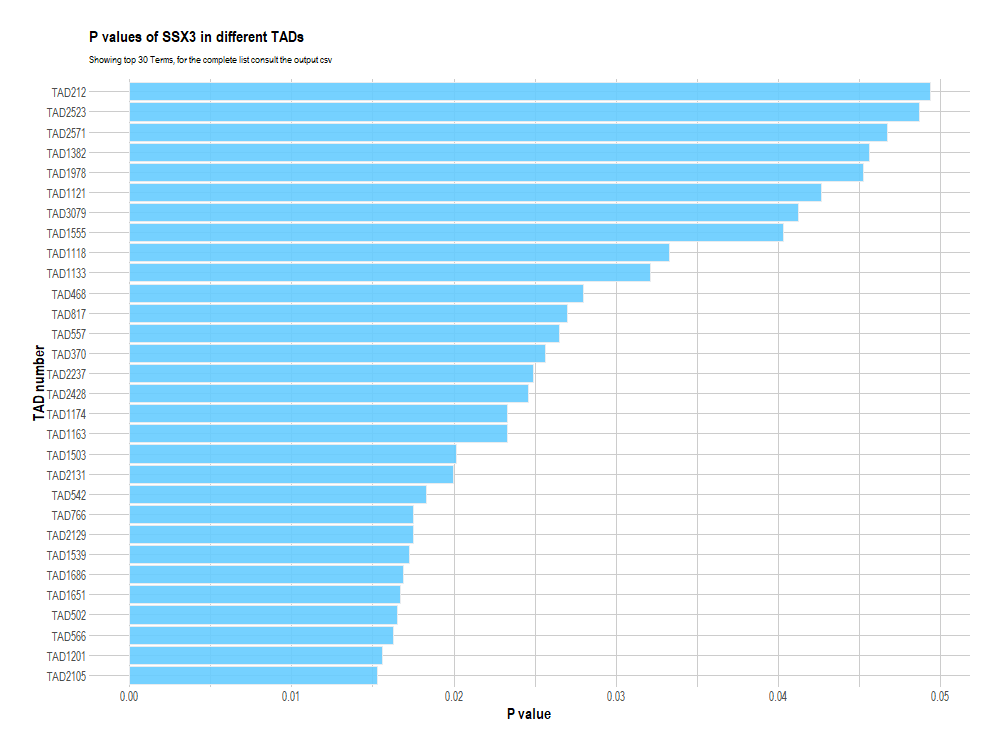 P values of SSX3 in different TADs
Showing top 30 Terms, for the complete list consult the output csv
TAD number
TAD212
TAD2523
TAD2571
TAD1382
TAD1978
TAD1121
TAD3079
TAD1555
TAD1118
TAD1133
TAD468
TAD817
TAD557
TAD370
TAD2237
TAD2428
TAD1174
TAD1163
TAD1503
TAD2131
TAD542
TAD766
TAD2129
TAD1539
TAD1686
TAD1651
TAD502
TAD566
TAD1201
TAD2105
0.00 0.01 0.02 0.03 0.04 0.05
P value